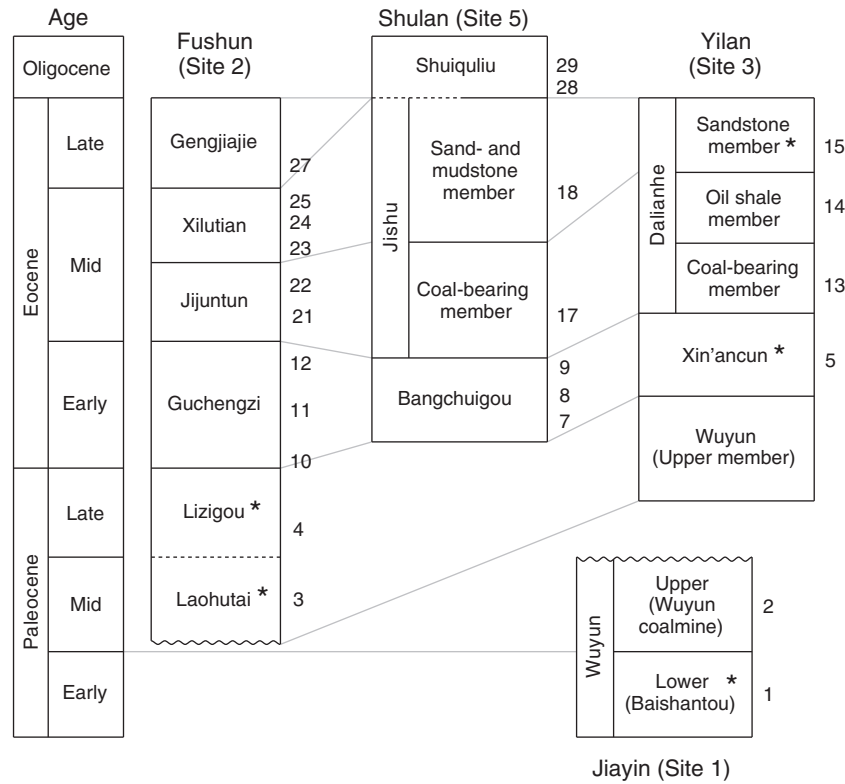 Age
Oligocene
Eocene
Late
Mid
Early
Paleocene
Late
Mid
Early
Fushun
(Site 2)
Gengjiajie
27
Xilutian
25
24
23
Jijuntun
22
21
Guchengzi
12
11
10
Lizigou *
4
Laohutai *
3
Shulan (Site 5)
Shuiquliu
29
28
Jishu
Sand- and
mudstone
member
18
Coal-bearing
member
17
Bangchuigou
9
8
7
Yilan
(Site 3)
Dalianhe
Sandstone
member *
15
Oil shale
member
14
Coal-bearing
member
13
Xin'ancun *
5
Wuyun
(Upper member)
Wuyun
Upper
(Wuyun
coalmine)
2
Lower *
(Baishantou)
1
Jiayin (Site 1)